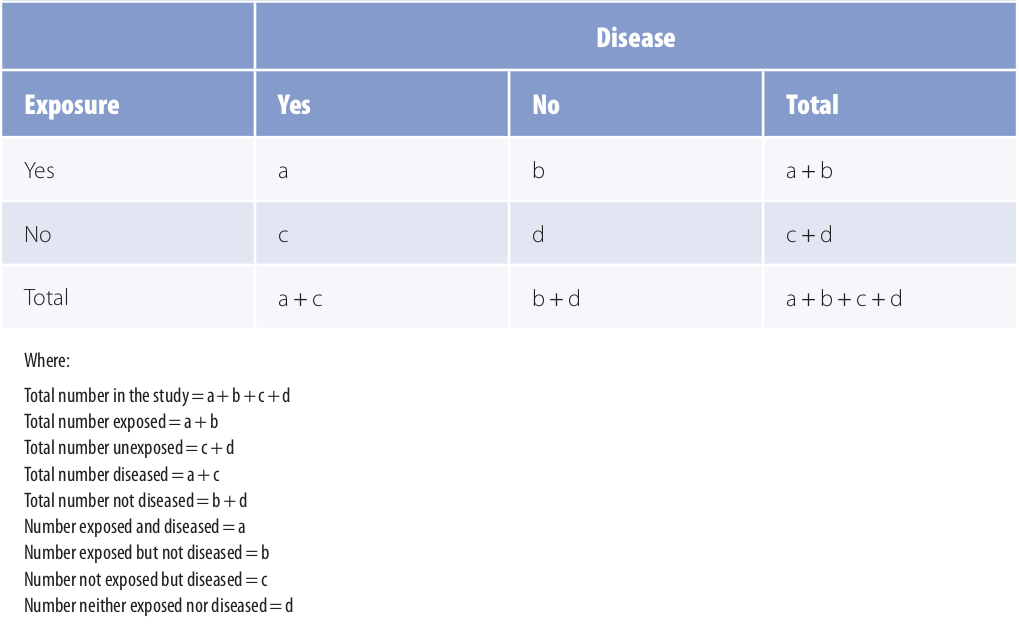 Disease
Exposure Yes No Total
Yes a b a + b
No c d c + d
Total a + c b + d a + b + c + d
Where:
Total number in the study = a + b + c + d
Total number exposed = a + b
Total number unexposed = c + d
Total number diseased = a + c
Total number not diseased = b + d
Number exposed and diseased = a
Number exposed but not diseased = b
Number not exposed but diseased = c
Number neither exposed nor diseased = d